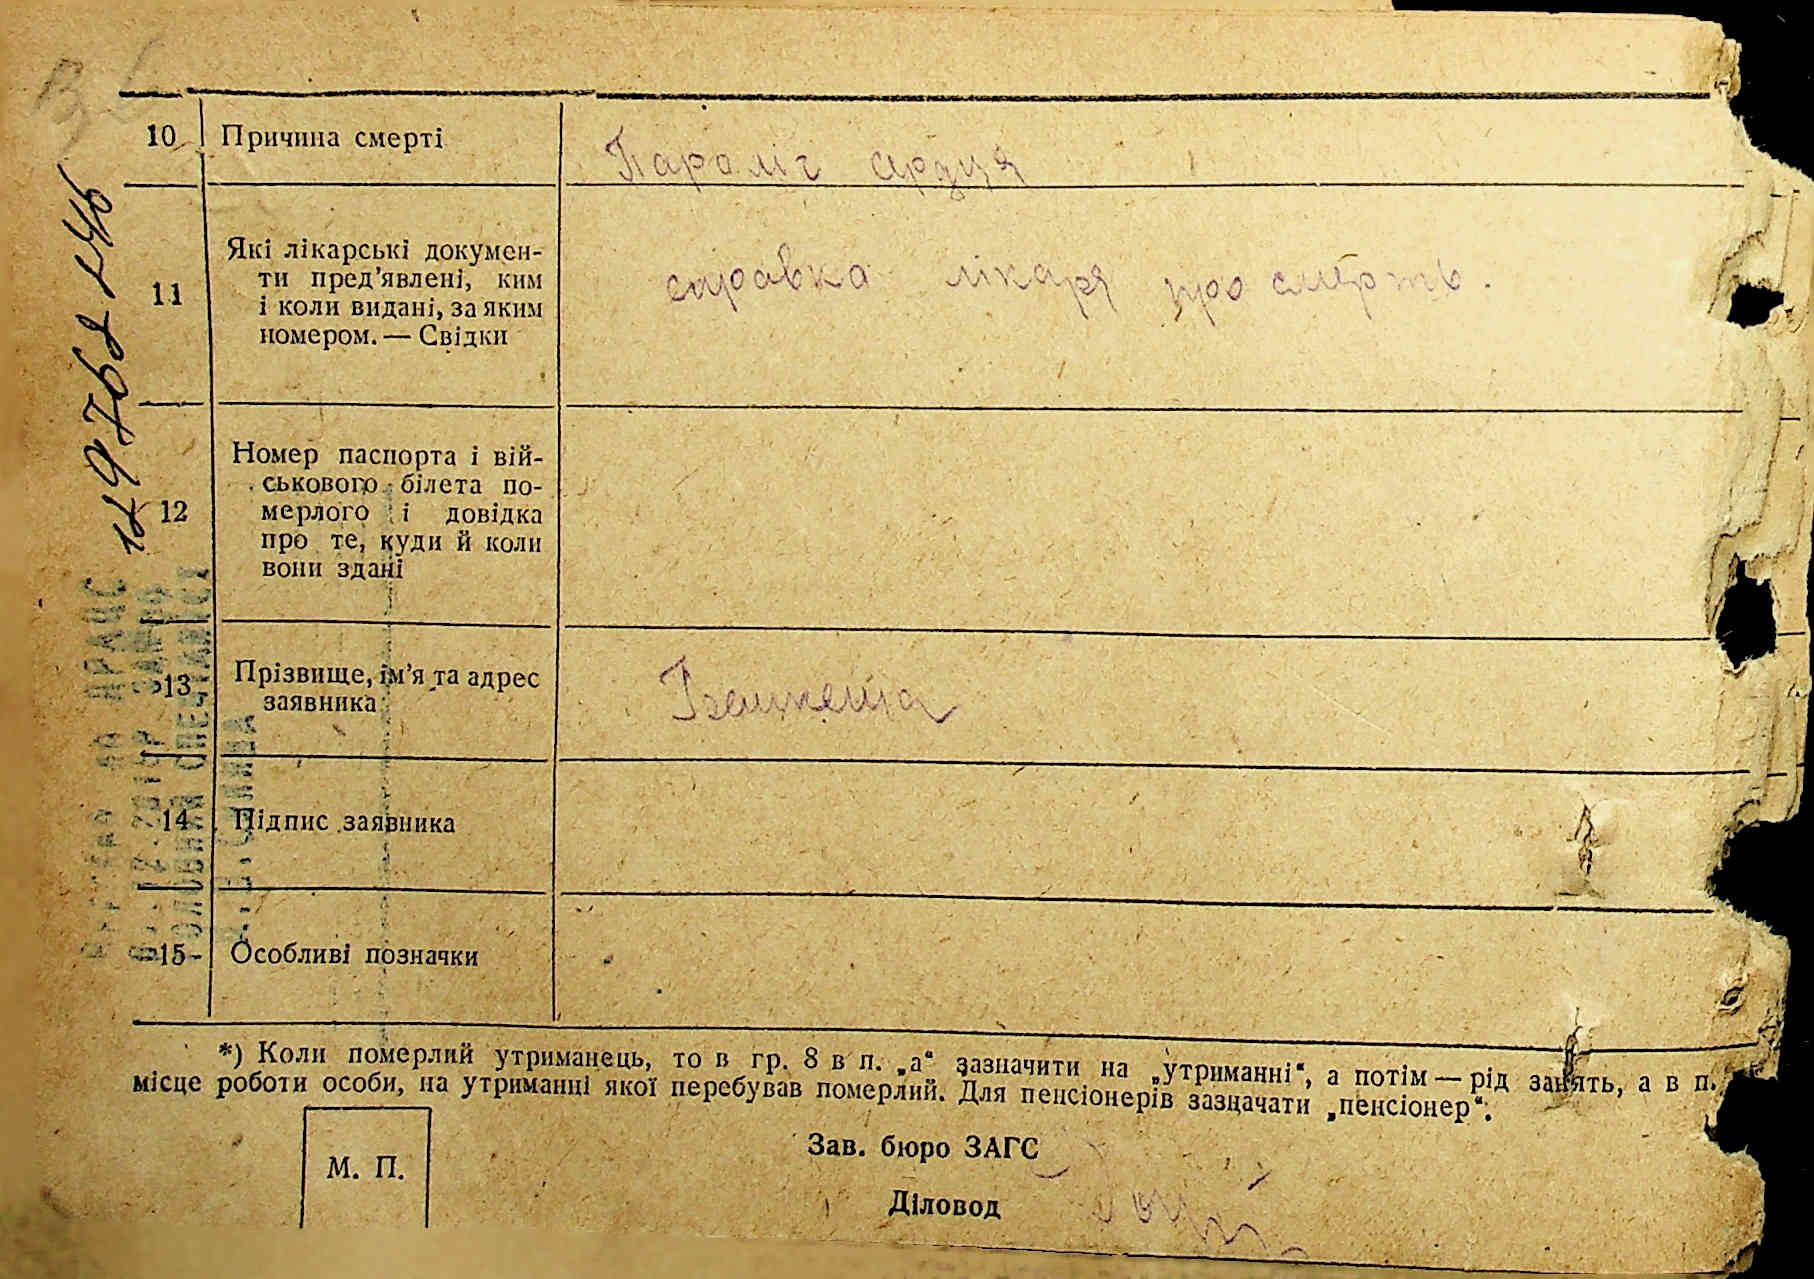 10 Причина смерті
Параліч серця
11 Які лікарські докумен-
ти пред’явлені, ким
і коли видані, за яким
номером. — Свідки
справка лікаря про смерть.
12 Номер паспорта і вій-
ськового білета по-
мерлого і довідка
про те, куди й коли
вони здані
13 Прізвище, ім’я та адрес
заявника
14 Підпис заявника
15 Особливі позначки
*) Коли померлий утриманець, то в гр. 8 в п. „а“ зазначити на „утриманні“, а потім — рід занять, а в п.
місце роботи особи, на утриманні якої перебував померлий. Для пенсіонерів зазначати „пенсіонер“.
М. П.
Зав. бюро ЗАГС
Діловод